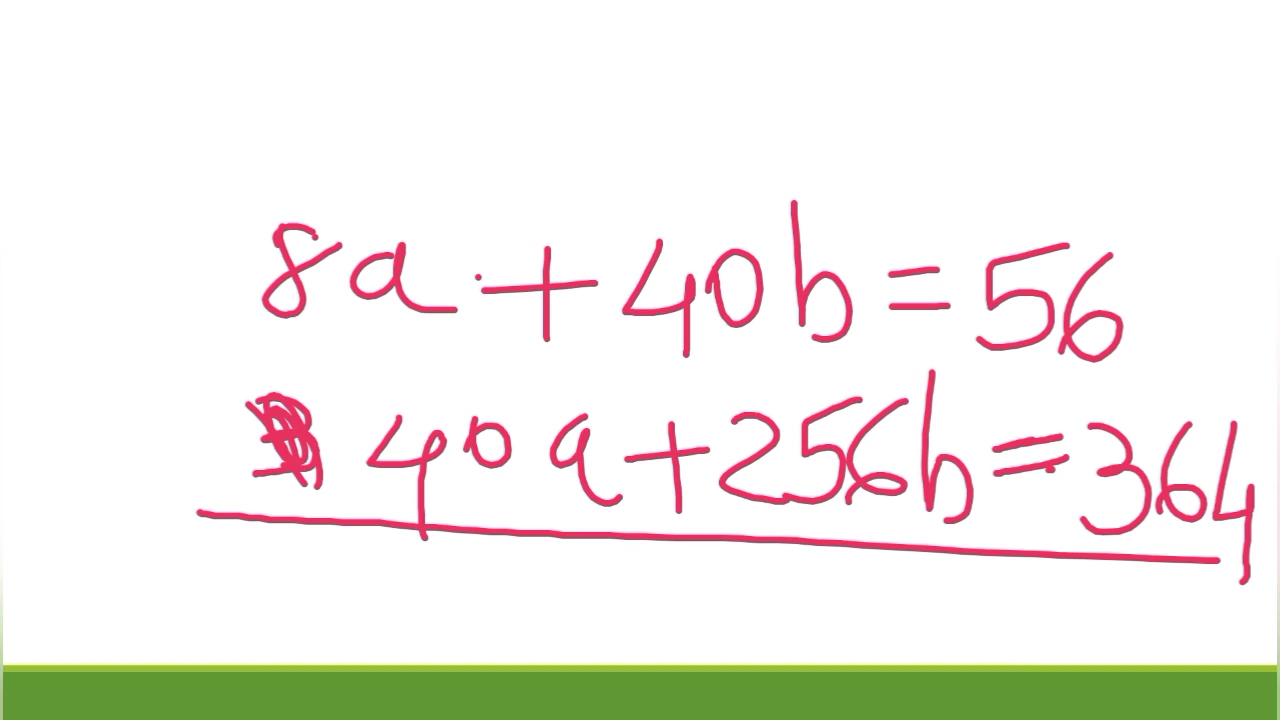 8a + 40b = 56
40a + 256b = 364